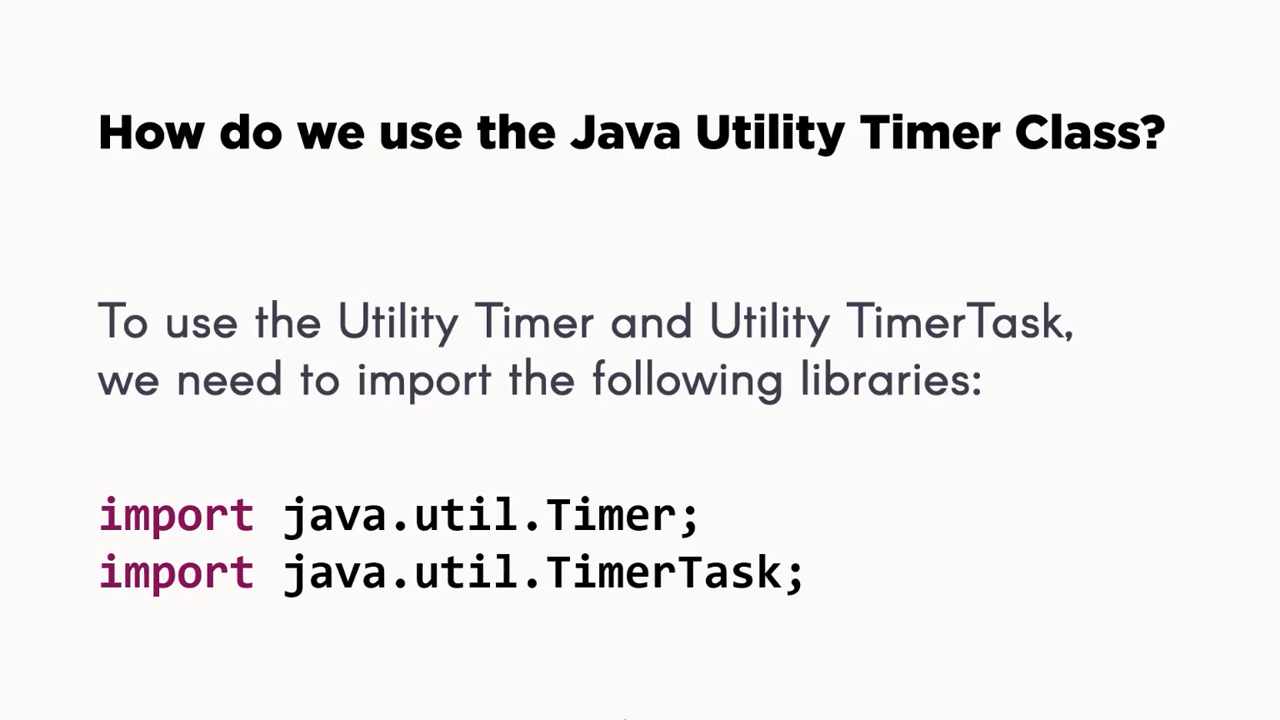 How do we use the Java Utility Timer Class?
To use the Utility Timer and Utility TimerTask,
we need to import the following libraries:
import java.util.Timer;
import java.util.TimerTask;